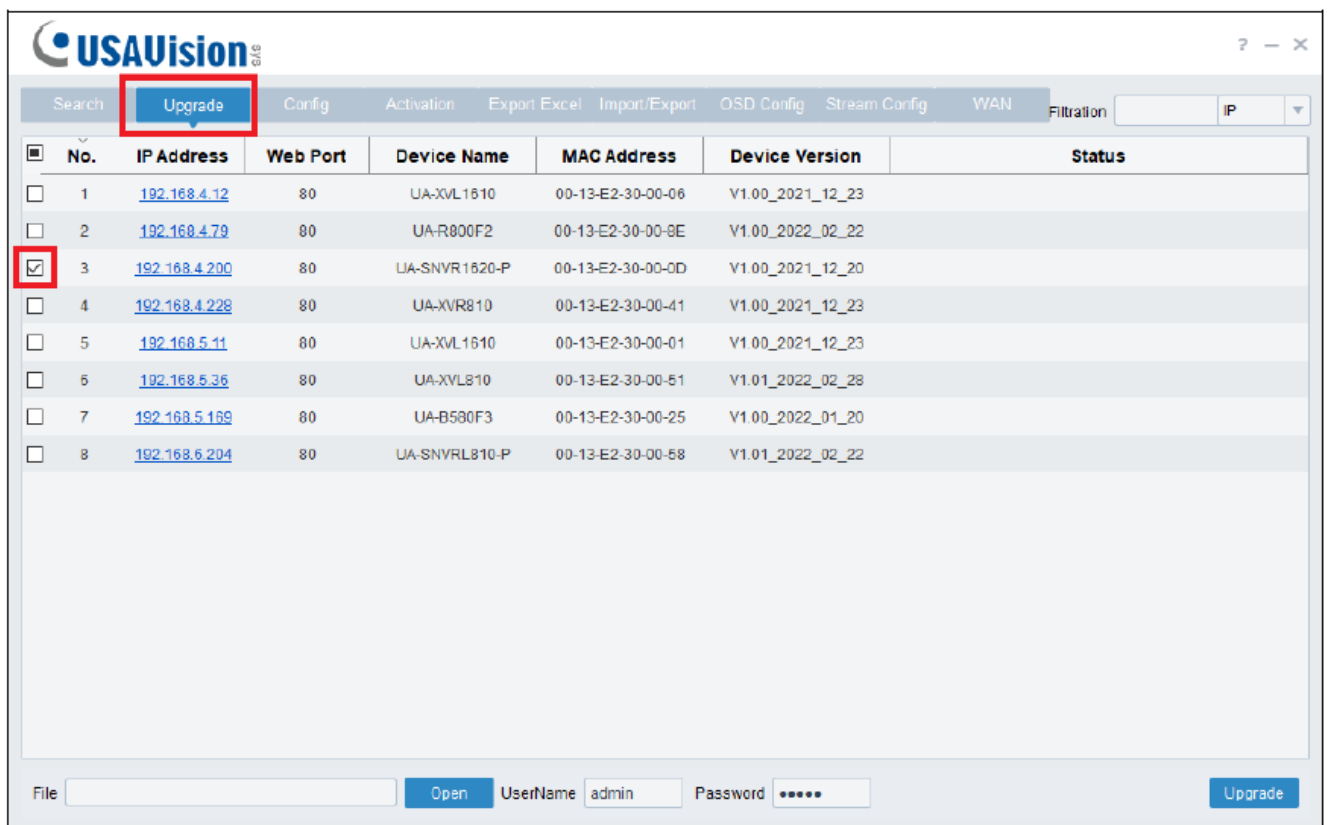 USAVision sys
? — ×
Search Upgrade Config Activation Export Excel Import/Export OSD Config Stream Config WAN Filtration IP
No. IP Address Web Port Device Name MAC Address Device Version Status
1 192.168.4.12 80 UA-XVL1610 00-13-E2-30-00-06 V1.00_2021_12_23
2 192.168.4.79 80 UA-R800F2 00-13-E2-30-00-8E V1.00_2022_02_22
3 192.168.4.200 80 UA-SNVR1620-P 00-13-E2-30-00-0D V1.00_2021_12_20
4 192.168.4.228 80 UA-XVR810 00-13-E2-30-00-41 V1.00_2021_12_23
5 192.168.5.11 80 UA-XVL1610 00-13-E2-30-00-01 V1.00_2021_12_23
6 192.168.5.36 80 UA-XVL810 00-13-E2-30-00-51 V1.01_2022_02_28
7 192.168.5.169 80 UA-B580F3 00-13-E2-30-00-25 V1.00_2022_01_20
8 192.168.6.204 80 UA-SNVRL810-P 00-13-E2-30-00-58 V1.01_2022_02_22
File Open UserName admin Password ••••• Upgrade